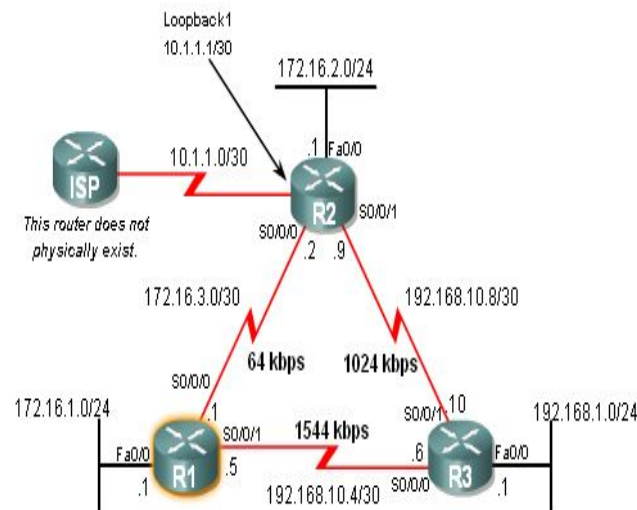 Loopback1
10.1.1.1/30
172.16.2.0/24
10.1.1.0/30
.1
Fa0/0
ISP
R2
This router does not
physically exist.
S0/0/0
S0/0/1
.2
.9
172.16.3.0/30
192.168.10.8/30
64 kbps
1024 kbps
S0/0/0
.1
S0/0/1
.10
172.16.1.0/24
192.168.1.0/24
1544 kbps
Fa0/0
S0/0/1
.6
Fa0/0
R1
.5
R3
.1
S0/0/0
.1
192.168.10.4/30